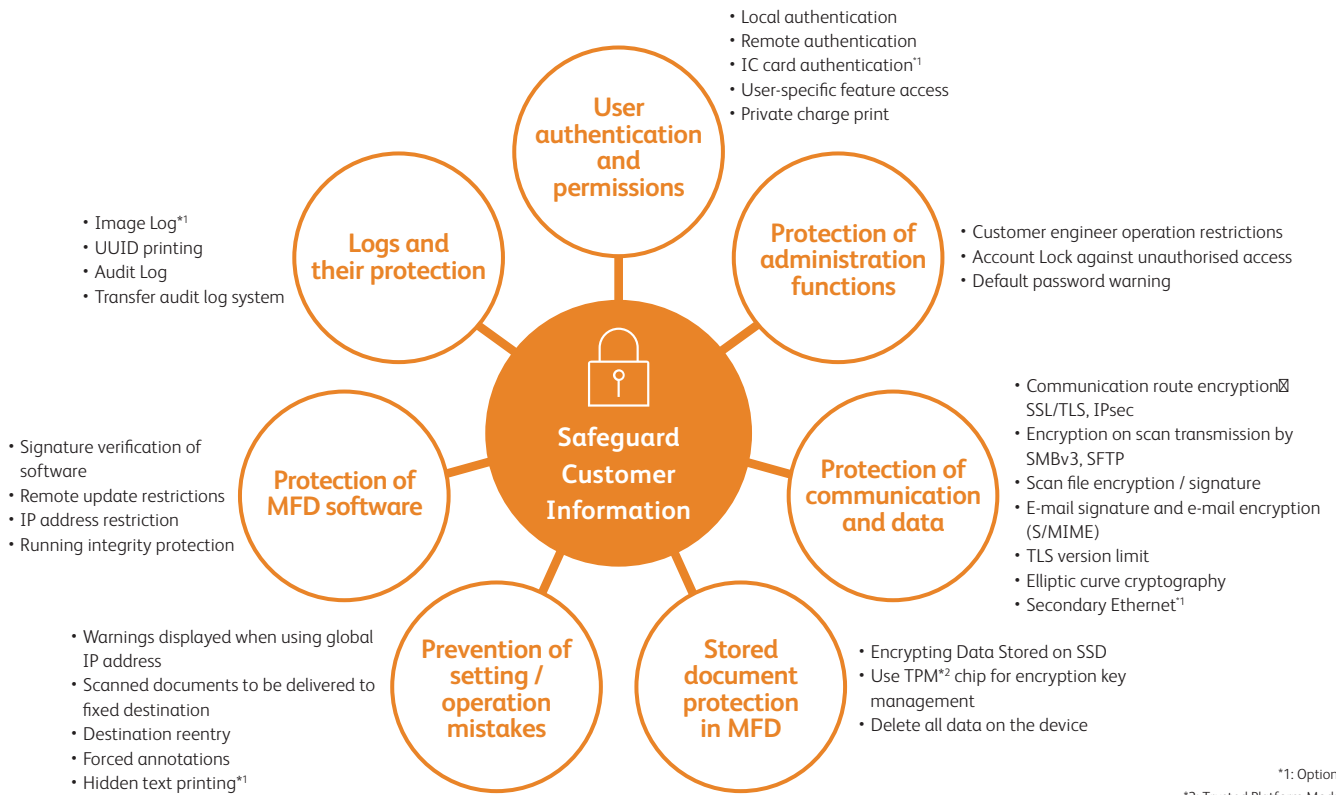 • Local authentication
• Remote authentication
• IC card authentication*1
• User-specific feature access
• Private charge print
User
authentication
and
permissions
• Image Log*1
• UUID printing
• Audit Log
• Transfer audit log system
Logs and
their protection
Protection of
administration
functions
• Customer engineer operation restrictions
• Account Lock against unauthorised access
• Default password warning
Safeguard
Customer
Information
• Signature verification of
software
• Remote update restrictions
• IP address restriction
• Running integrity protection
Protection of
MFD software
Protection of
communication
and data
• Communication route encryption
SSL/TLS, IPsec
• Encryption on scan transmission by
SMBv3, SFTP
• Scan file encryption / signature
• E-mail signature and e-mail encryption
(S/MIME)
• TLS version limit
• Elliptic curve cryptography
• Secondary Ethernet*1
• Warnings displayed when using global
IP address
• Scanned documents to be delivered to
fixed destination
• Destination reentry
• Forced annotations
• Hidden text printing*1
Prevention of
setting /
operation
mistakes
Stored
document
protection
in MFD
• Encrypting Data Stored on SSD
• Use TPM*2 chip for encryption key
management
• Delete all data on the device
*1: Option